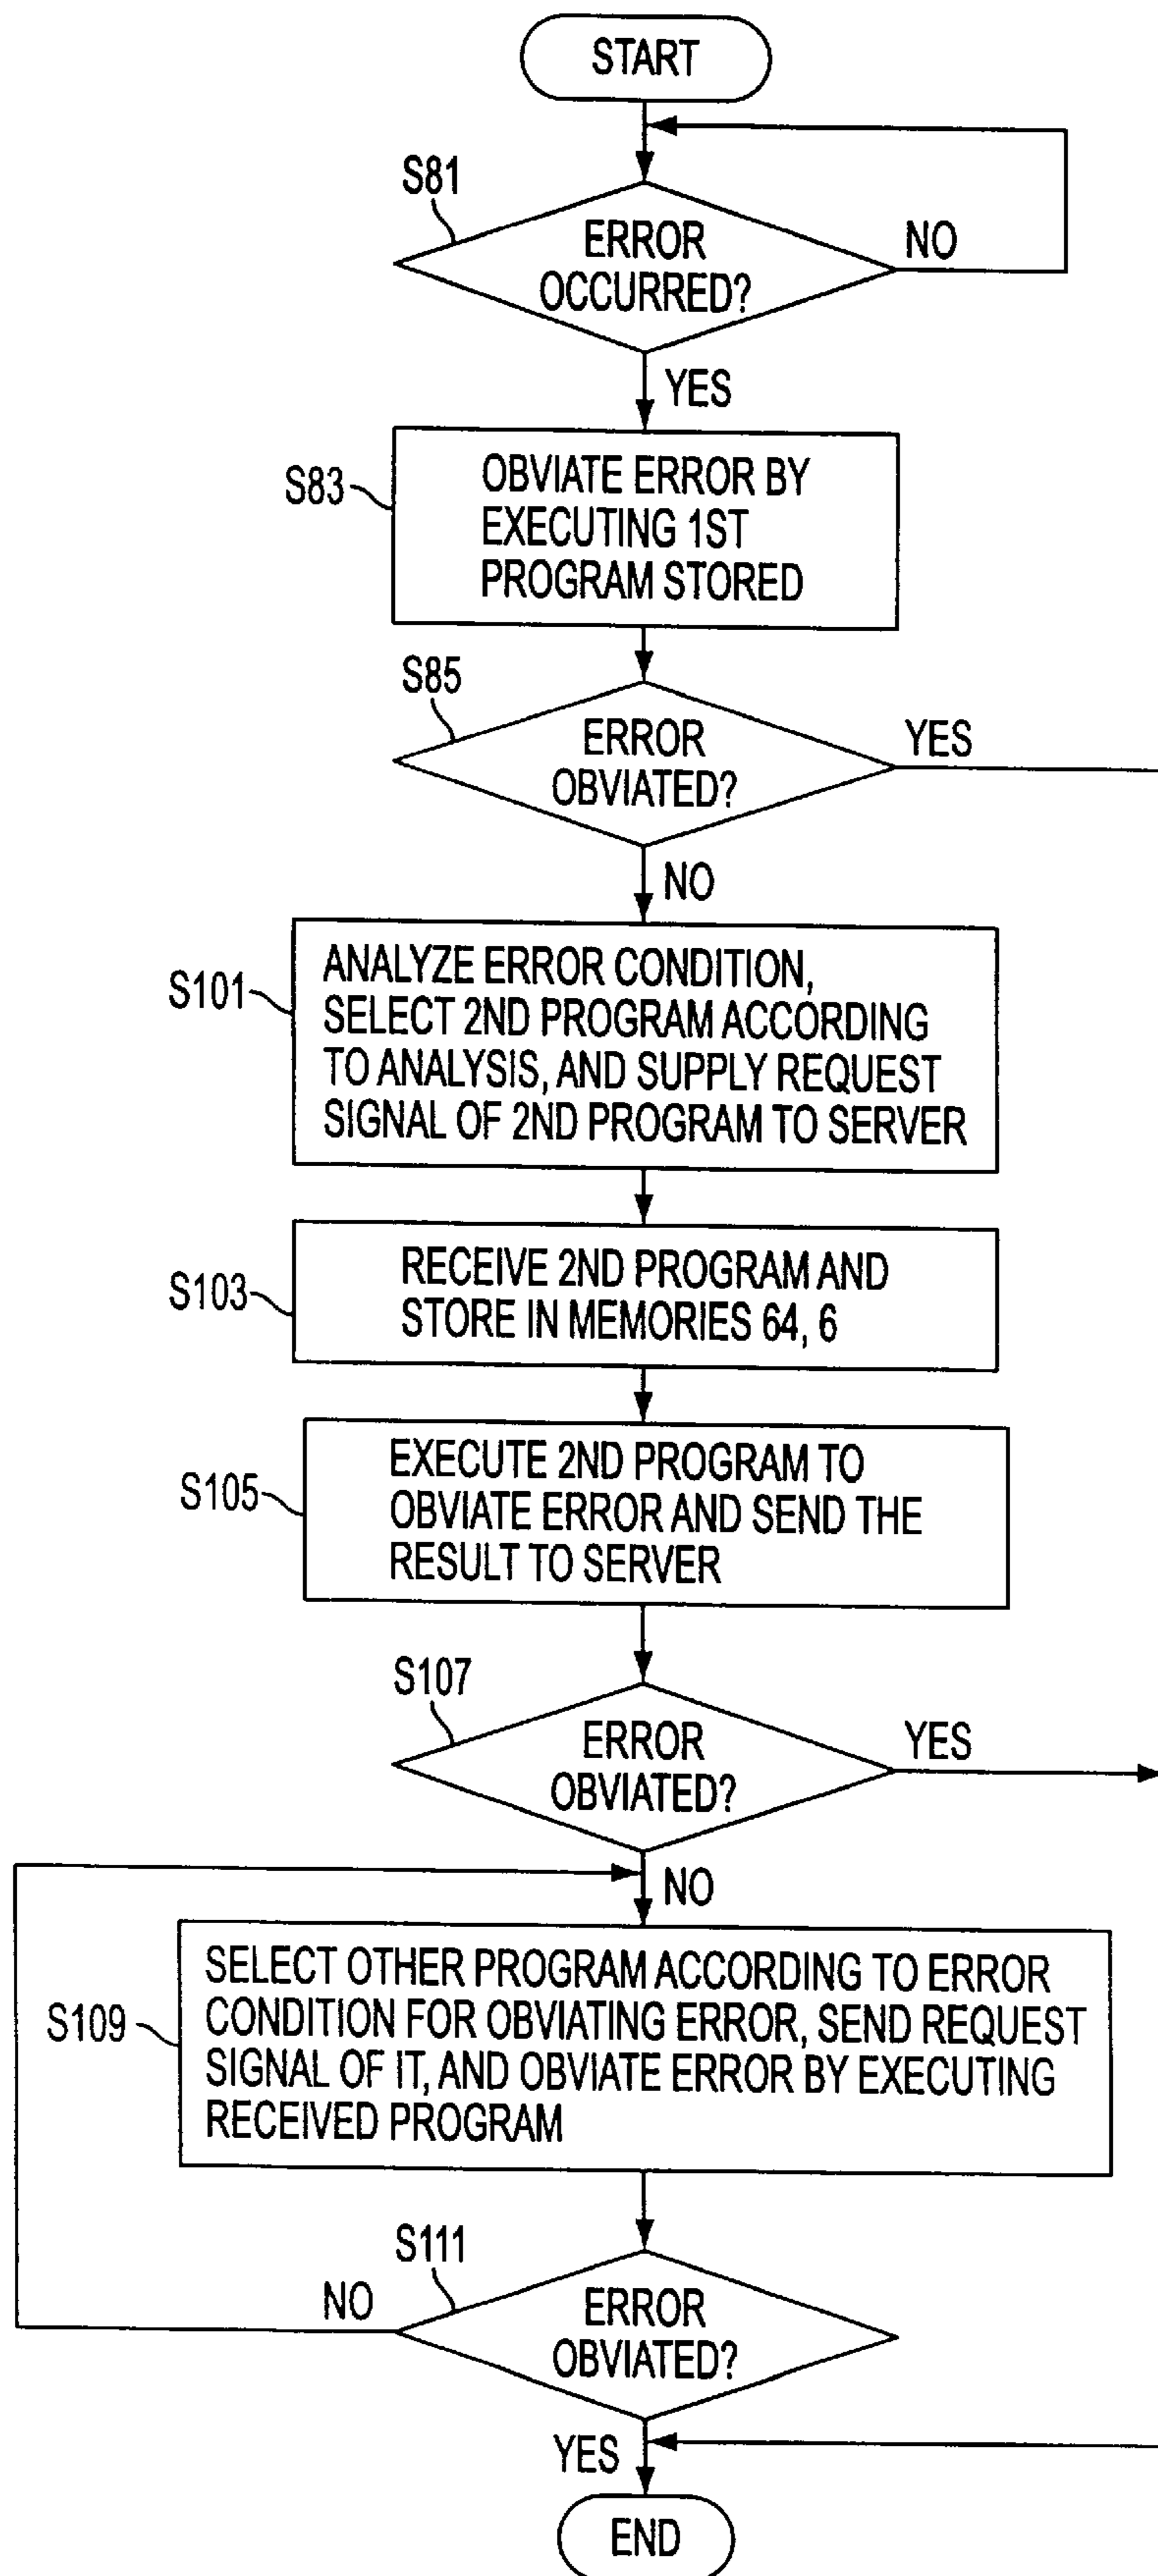 START
S81
ERROR
OCCURRED?
NO
YES
S83
OBVIATE ERROR BY
EXECUTING 1ST
PROGRAM STORED
S85
ERROR
OBVIATED?
YES
NO
S101
ANALYZE ERROR CONDITION,
SELECT 2ND PROGRAM ACCORDING
TO ANALYSIS, AND SUPPLY REQUEST
SIGNAL OF 2ND PROGRAM TO SERVER
S103
RECEIVE 2ND PROGRAM AND
STORE IN MEMORIES 64, 6
S105
EXECUTE 2ND PROGRAM TO
OBVIATE ERROR AND SEND THE
RESULT TO SERVER
S107
ERROR
OBVIATED?
YES
NO
S109
SELECT OTHER PROGRAM ACCORDING TO ERROR
CONDITION FOR OBVIATING ERROR, SEND REQUEST
SIGNAL OF IT, AND OBVIATE ERROR BY EXECUTING
RECEIVED PROGRAM
S111
NO
ERROR
OBVIATED?
YES
END